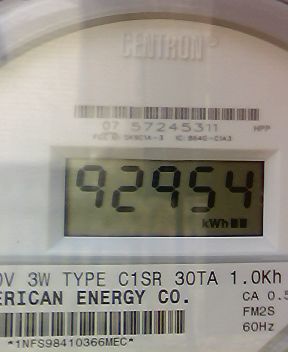 CENTRON®
07 57245311 HPP
92954
kWh
0V 3W TYPE C1SR 30TA 1.0Kh
ERICAN ENERGY CO. CA 0.5
FM2S
60Hz
*1NFS98410366MEC*